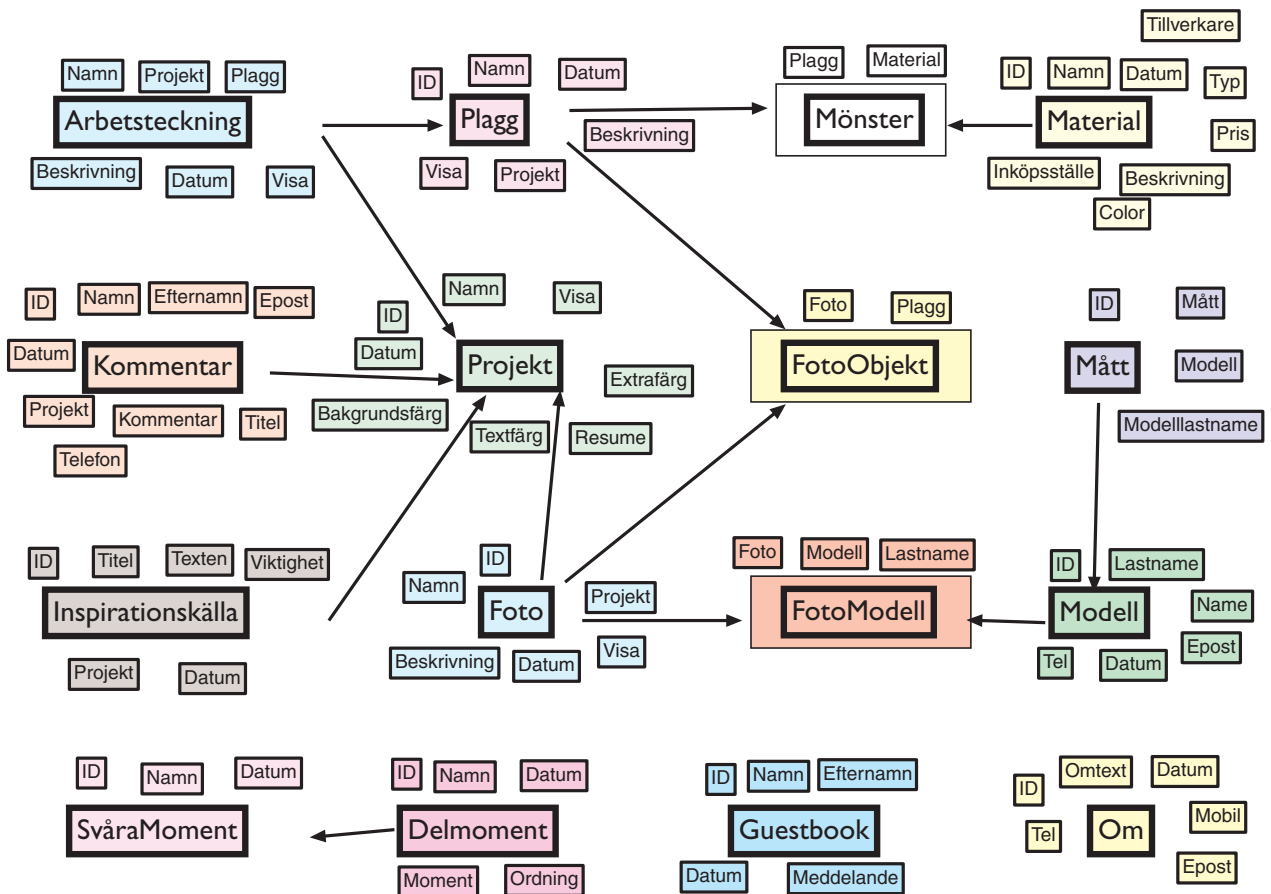 Tillverkare
Namn
Projekt
Plagg
ID
Namn
Datum
Plagg
Material
ID
Namn
Datum
Typ
Arbetsteckning
Plagg
Mönster
Material
Beskrivning
Pris
Beskrivning
Datum
Visa
Visa
Projekt
Inköpsställe
Beskrivning
Color
ID
Namn
Efternamn
Epost
Namn
Visa
Foto
Plagg
ID
Mått
ID
Datum
Datum
Kommentar
Projekt
FotoObjekt
Mått
Modell
Extrafärg
Projekt
Kommentar
Titel
Bakgrundsfärg
Textfärg
Resume
Modelllastname
Telefon
ID
Titel
Texten
Viktighet
ID
Foto
Modell
Lastname
ID
Lastname
Namn
Projekt
Inspirationskälla
Foto
FotoModell
Modell
Name
Beskrivning
Datum
Visa
Tel
Datum
Epost
Projekt
Datum
ID
Namn
Datum
ID
Namn
Datum
ID
Namn
Efternamn
ID
Omtext
Datum
SvåraMoment
Delmoment
Guestbook
Tel
Om
Mobil
Moment
Ordning
Datum
Meddelande
Epost